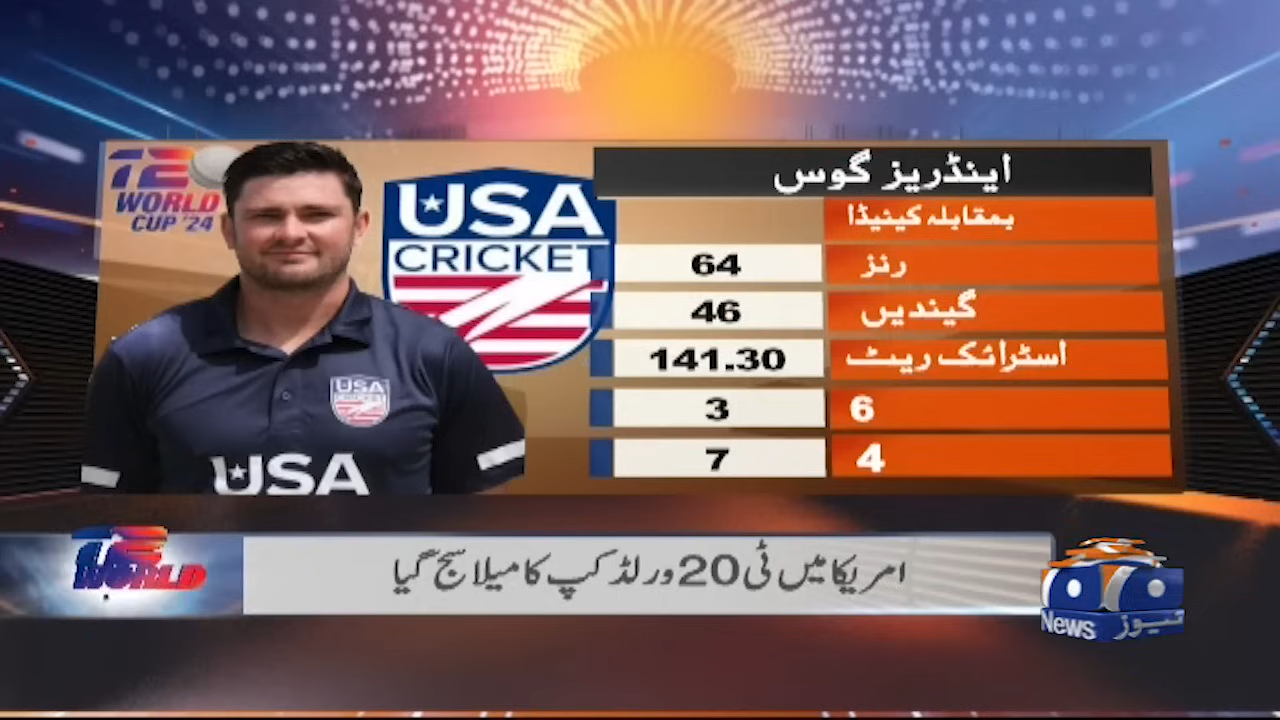 T20
WORLD
CUP '24
USA
CRICKET
USA
CRICKET
USA
اینڈریز گوس
بمقابلہ کینیڈا
رنز 64
گیندیں 46
اسٹرائک ریٹ 141.30
6 3
4 7
WORLD
امریکا میں ٹی 20 ورلڈ کپ کا میلا سج گیا
News نیوز